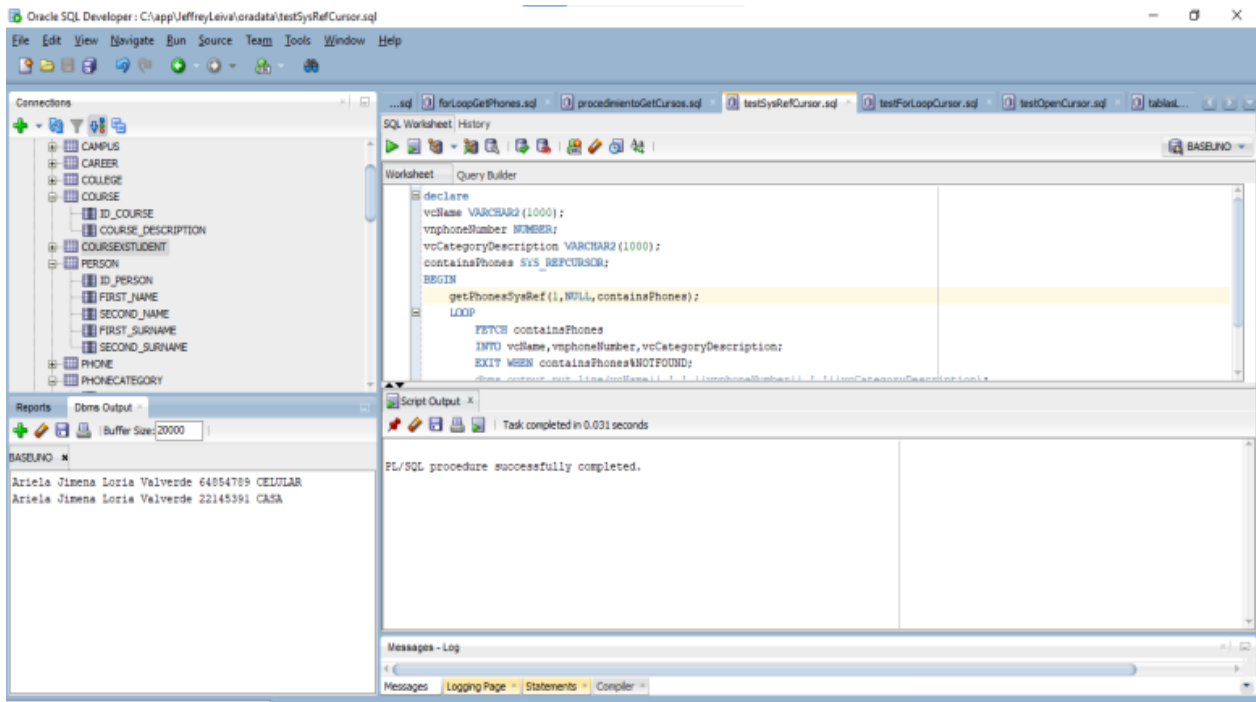 Oracle SQL Developer : C:\app\JeffreyLeiva\oradata\testSysRefCursor.sql
File Edit View Navigate Run Source Team Tools Window Help
Connections
CAMPUS
CAREER
COLLEGE
COURSE
ID_COURSE
COURSE_DESCRIPTION
COURSEXSTUDENT
PERSON
ID_PERSON
FIRST_NAME
SECOND_NAME
FIRST_SURNAME
SECOND_SURNAME
PHONE
PHONECATEGORY
Reports Dbms Output
Buffer Size: 20000
BASEUNO
Ariela Jimena Loria Valverde 64854789 CELULAR
Ariela Jimena Loria Valverde 22145391 CASA
...sql forLoopGetPhones.sql procedimientoGetCursos.sql testSysRefCursor.sql testForLoopCursor.sql testOpenCursor.sql tablasL...
SQL Worksheet History
BASEUNO
Worksheet Query Builder
declare
vcName VARCHAR2(1000);
vnphoneNumber NUMBER;
vcCategoryDescription VARCHAR2(1000);
containsPhones SYS_REFCURSOR;
BEGIN
getPhonesSysRef(1,NULL,containsPhones);
LOOP
FETCH containsPhones
INTO vcName,vnphoneNumber,vcCategoryDescription;
EXIT WHEN containsPhones%NOTFOUND;
Script Output
Task completed in 0.031 seconds
PL/SQL procedure successfully completed.
Messages - Log
Messages Logging Page Statements Compiler